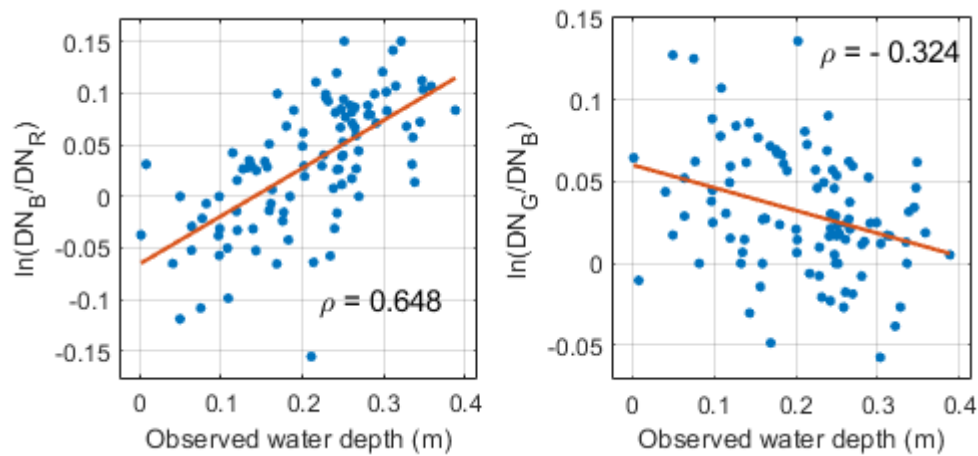 ln(DN_B/DN_R)
0.15
0.1
0.05
0
-0.05
-0.1
-0.15
ρ = 0.648
0 0.1 0.2 0.3 0.4
Observed water depth (m)
ln(DN_G/DN_B)
0.15
0.1
0.05
0
-0.05
ρ = - 0.324
0 0.1 0.2 0.3 0.4
Observed water depth (m)